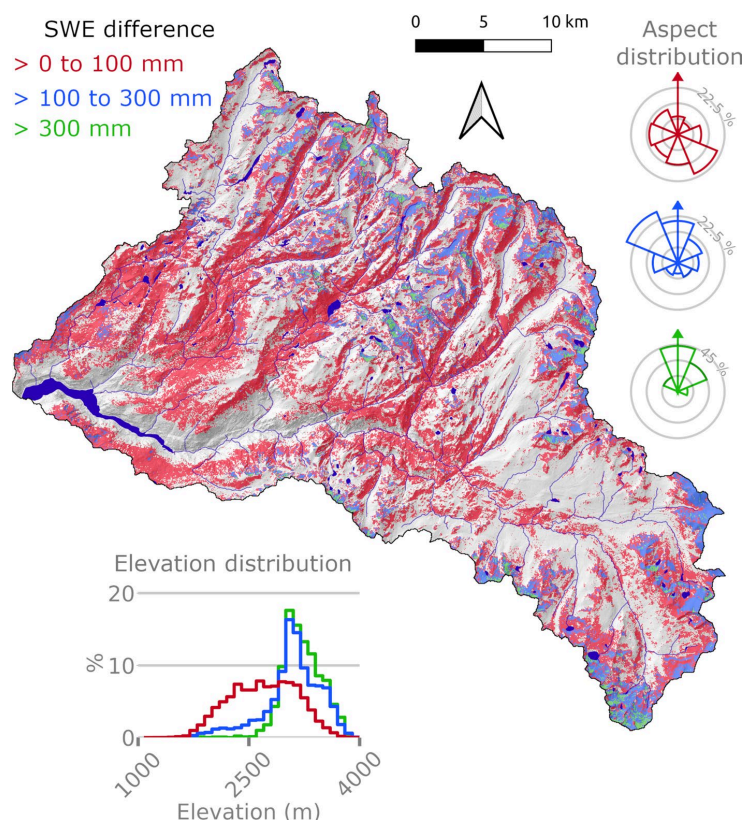 SWE difference
> 0 to 100 mm
> 100 to 300 mm
> 300 mm
0 5 10 km
Aspect
distribution
22.5 %
22.5 %
45 %
Elevation distribution
20
10
0
%
1000 2500 4000
Elevation (m)